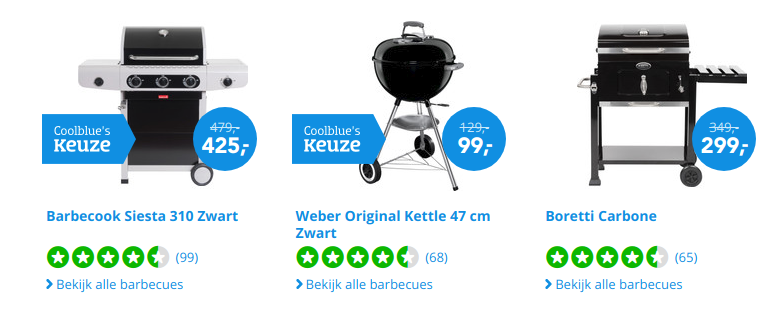 Coolblue's
Keuze
479,-
425,-
Barbecook Siesta 310 Zwart
(99)
Bekijk alle barbecues
Coolblue's
Keuze
129,-
99,-
Weber Original Kettle 47 cm
Zwart
(68)
Bekijk alle barbecues
349,-
299,-
Boretti Carbone
(65)
Bekijk alle barbecues